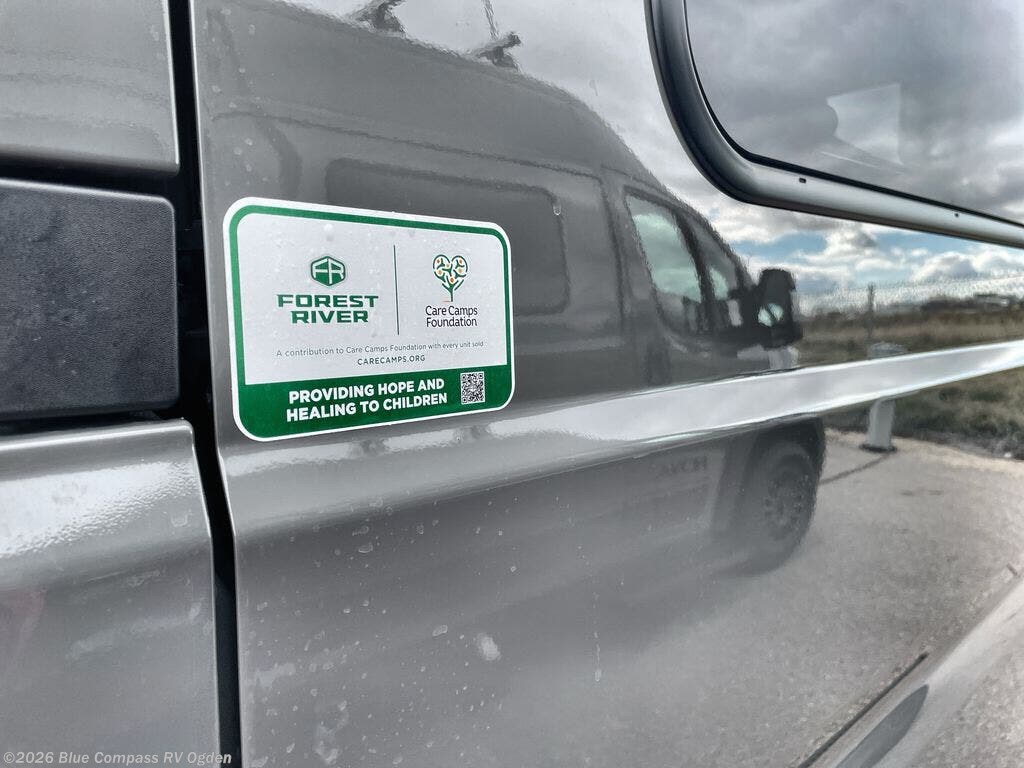 FOREST
RIVER
Care Camps
Foundation
A contribution to Care Camps Foundation with every unit sold
CARECAMPS.ORG
PROVIDING HOPE AND
HEALING TO CHILDREN
©2026 Blue Compass RV Ogden